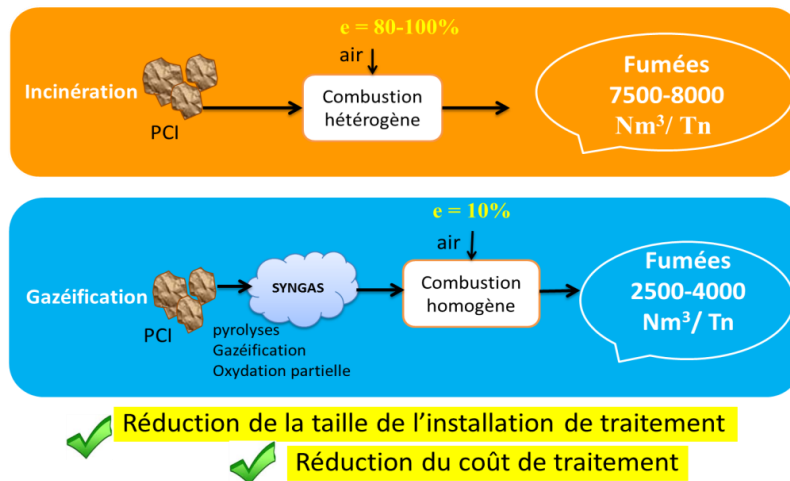 e = 80-100%
air
Incinération
PCI
Combustion
hétérogène
Fumées
7500-8000
Nm³/ Tn
e = 10%
air
Gazéification
PCI
SYNGAS
pyrolyses
Gazéification
Oxydation partielle
Combustion
homogène
Fumées
2500-4000
Nm³/ Tn
Réduction de la taille de l’installation de traitement
Réduction du coût de traitement